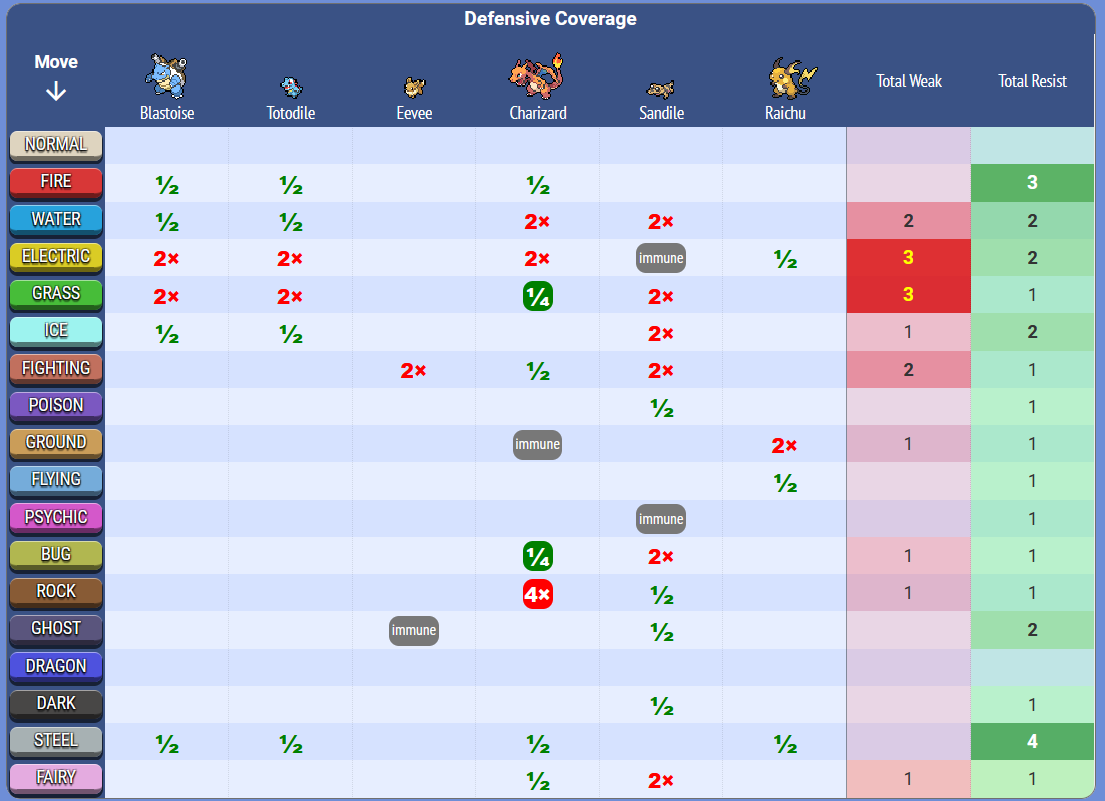 Defensive Coverage
Move ↓ Blastoise Totodile Eevee Charizard Sandile Raichu Total Weak Total Resist
NORMAL
FIRE ½ ½ ½ 3
WATER ½ ½ 2× 2× 2 2
ELECTRIC 2× 2× 2× immune ½ 3 2
GRASS 2× 2× ¼ 2× 3 1
ICE ½ ½ 2× 1 2
FIGHTING 2× ½ 2× 2 1
POISON ½ 1
GROUND immune 2× 1 1
FLYING ½ 1
PSYCHIC immune 1
BUG ¼ 2× 1 1
ROCK 4× ½ 1 1
GHOST immune ½ 2
DRAGON
DARK ½ 1
STEEL ½ ½ ½ ½ 4
FAIRY ½ 2× 1 1